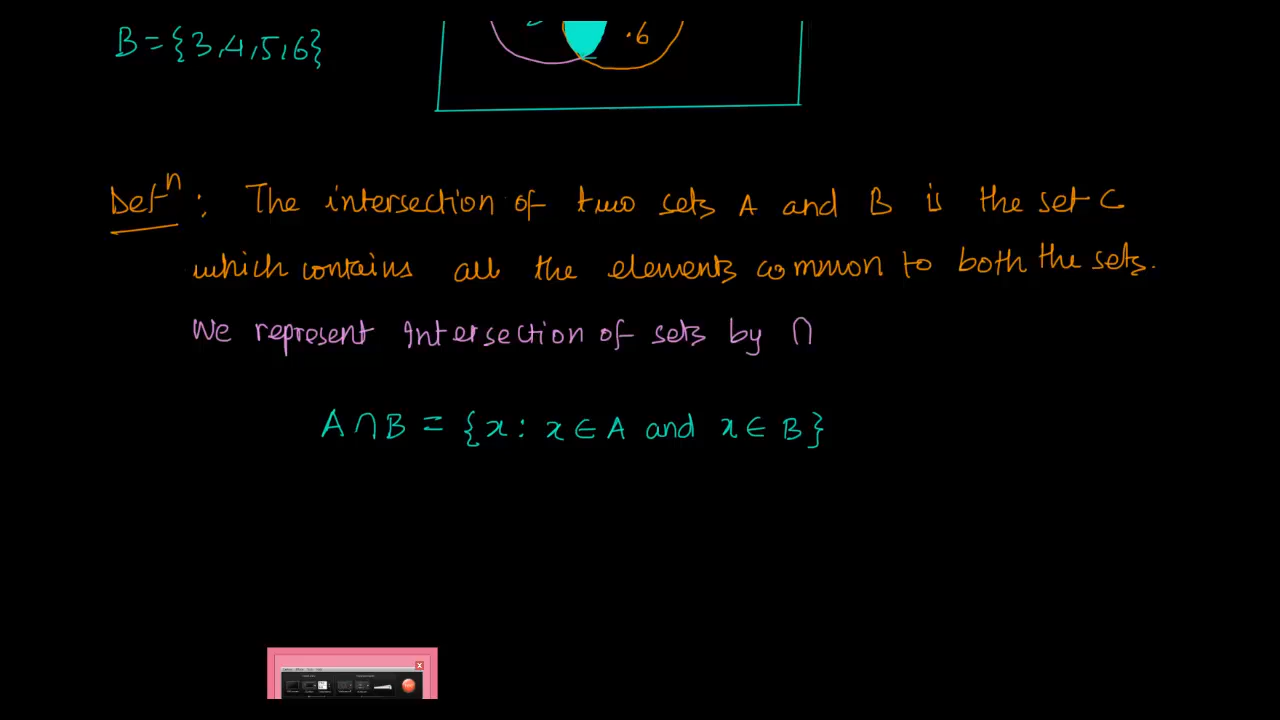 B = {3,4,5,6}
.6
Defⁿ: The intersection of two sets A and B is the set C
which contains all the elements common to both the sets.
We represent Intersection of sets by ∩
A∩B = {x : x ∈ A and x ∈ B}